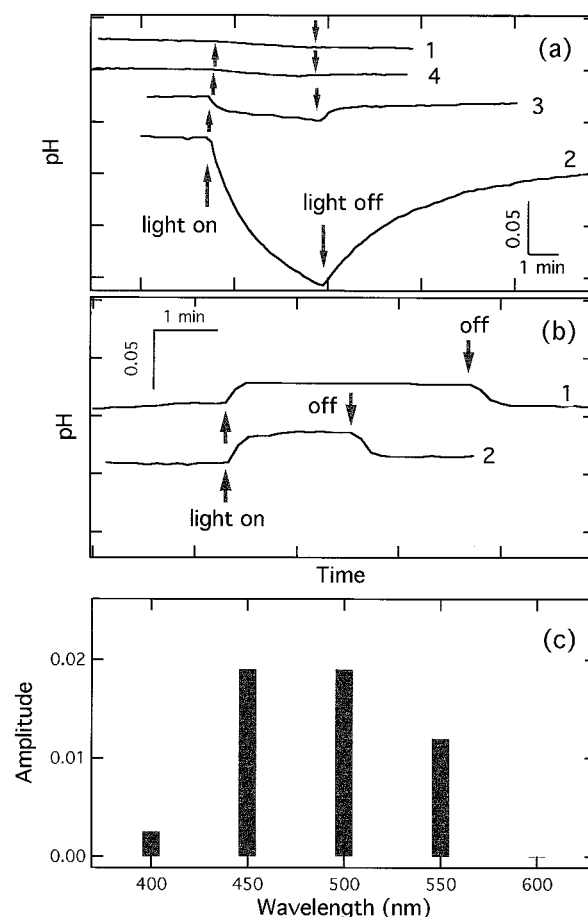 (a)
1
4
3
2
pH
light on
light off
0.05
1 min
(b)
1 min
0.05
off
1
off
2
pH
light on
Time
(c)
Amplitude
0.02
0.01
0.00
400 450 500 550 600
Wavelength (nm)